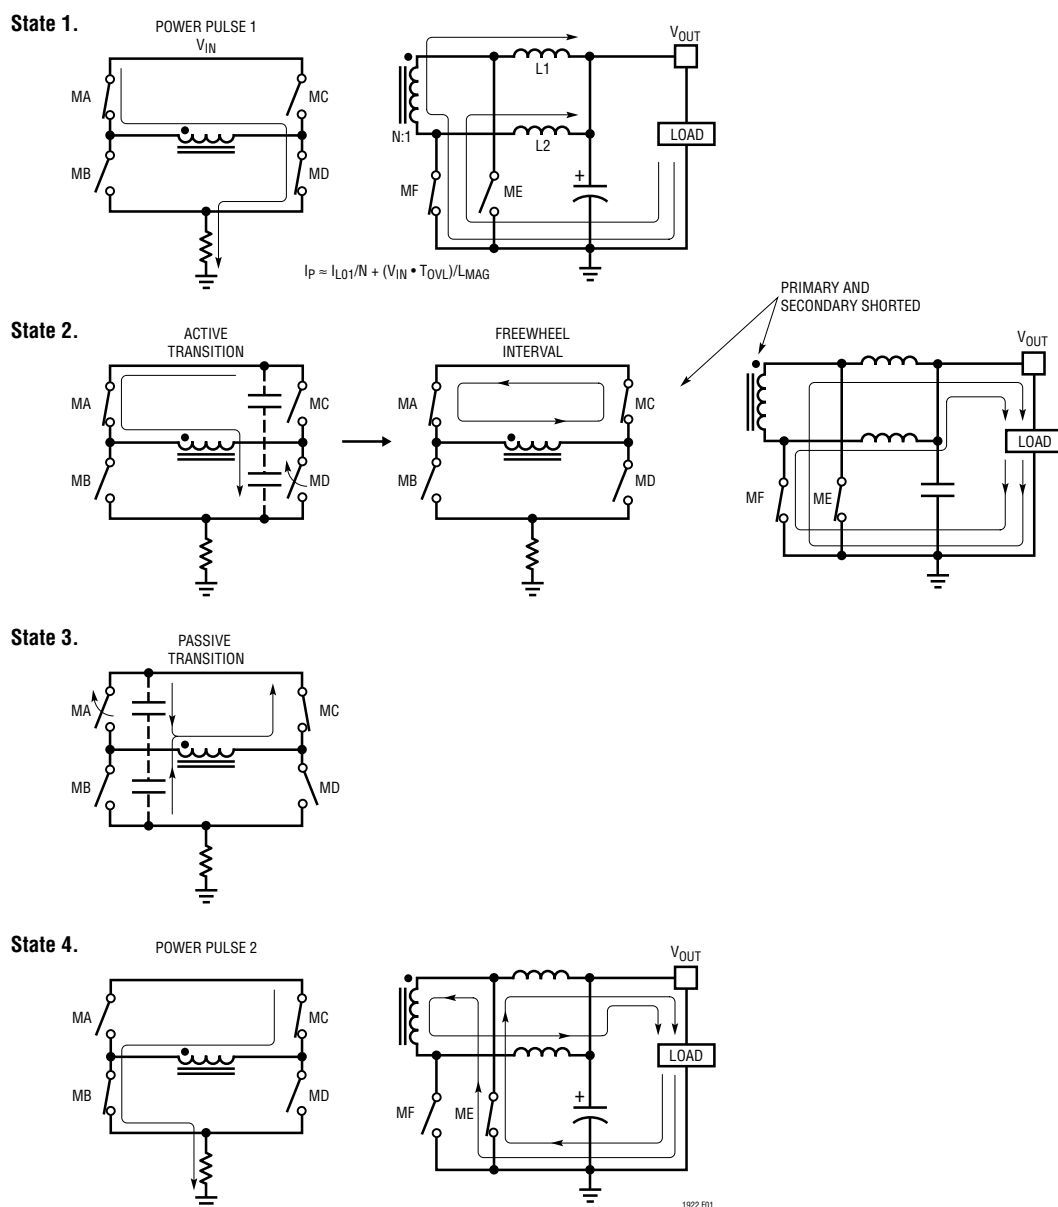 State 1.
POWER PULSE 1
VIN
MA
MC
MB
MD
IP ≈ IL01/N + (VIN • TOVL)/LMAG
N:1
L1
L2
MF
ME
+
VOUT
LOAD
State 2.
ACTIVE
TRANSITION
MA
MC
MB
MD
FREEWHEEL
INTERVAL
MA
MC
MB
MD
PRIMARY AND
SECONDARY SHORTED
VOUT
LOAD
MF
ME
State 3.
PASSIVE
TRANSITION
MA
MC
MB
MD
State 4.
POWER PULSE 2
MA
MC
MB
MD
VOUT
LOAD
MF
ME
+
1922 F01